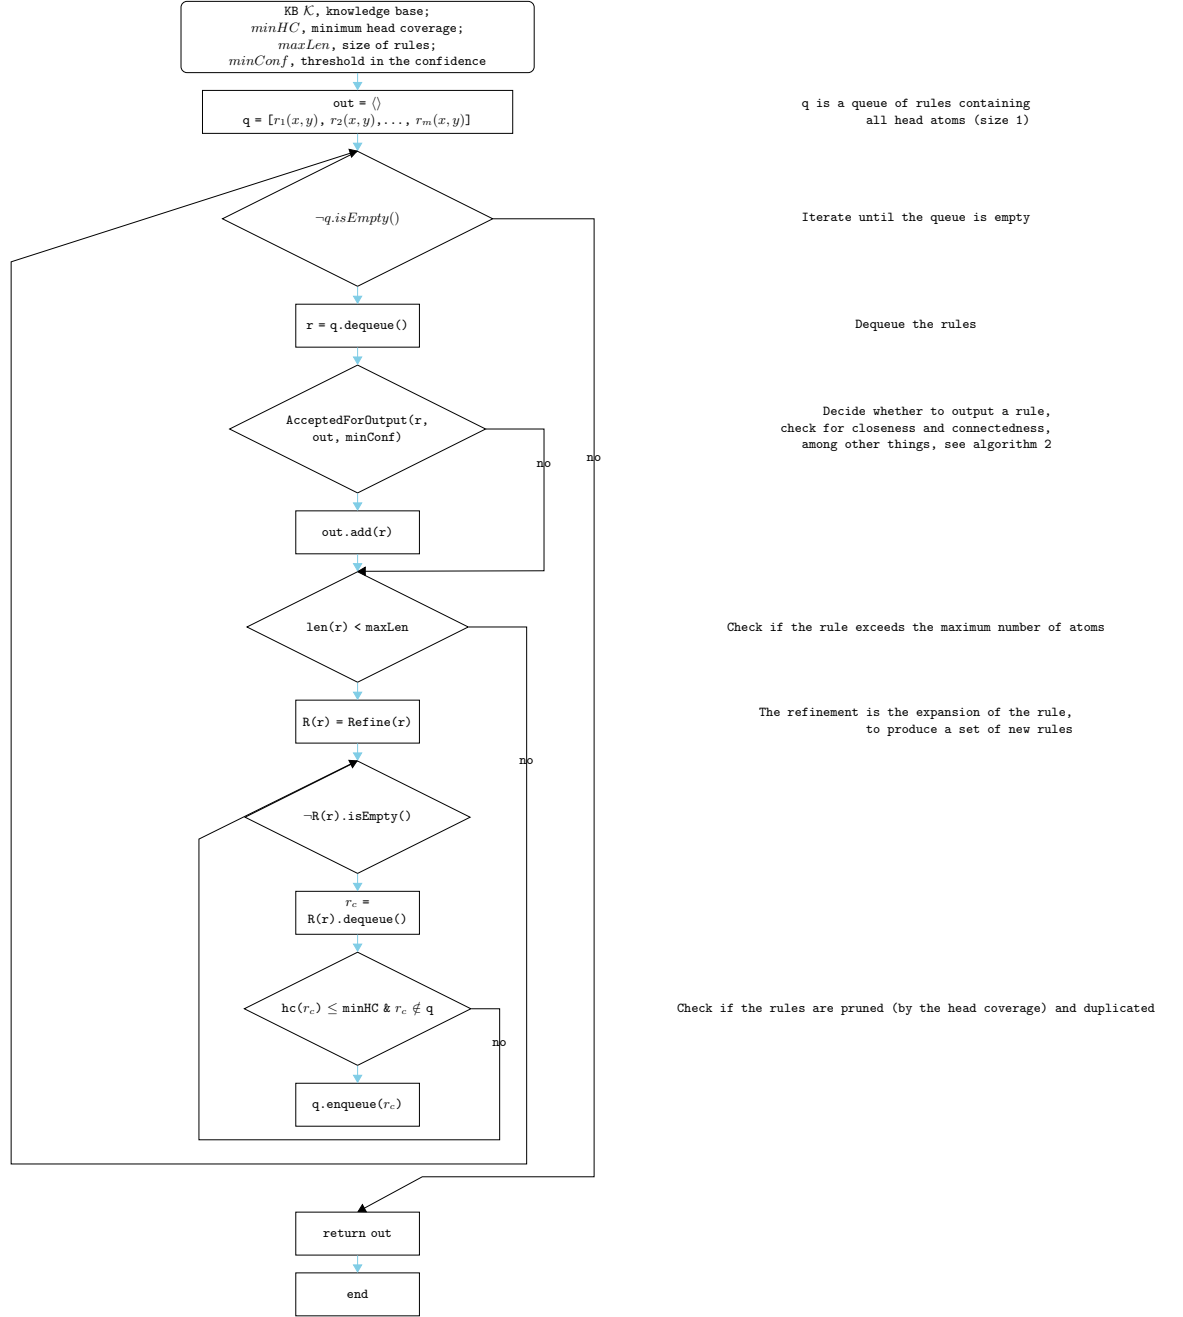 KB 𝒦, knowledge base;
minHC, minimum head coverage;
maxLen, size of rules;
minConf, threshold in the confidence
out = ⟨⟩
q = [r₁(x, y), r₂(x, y),..., rₘ(x, y)]
q is a queue of rules containing
all head atoms (size 1)
¬q.isEmpty()
Iterate until the queue is empty
r = q.dequeue()
Dequeue the rules
AcceptedForOutput(r,
out, minConf)
Decide whether to output a rule,
check for closeness and connectedness,
among other things, see algorithm 2
no
no
out.add(r)
len(r) < maxLen
Check if the rule exceeds the maximum number of atoms
R(r) = Refine(r)
The refinement is the expansion of the rule,
to produce a set of new rules
no
¬R(r).isEmpty()
r_c =
R(r).dequeue()
hc(r_c) ≤ minHC & r_c ∉ q
Check if the rules are pruned (by the head coverage) and duplicated
no
q.enqueue(r_c)
return out
end